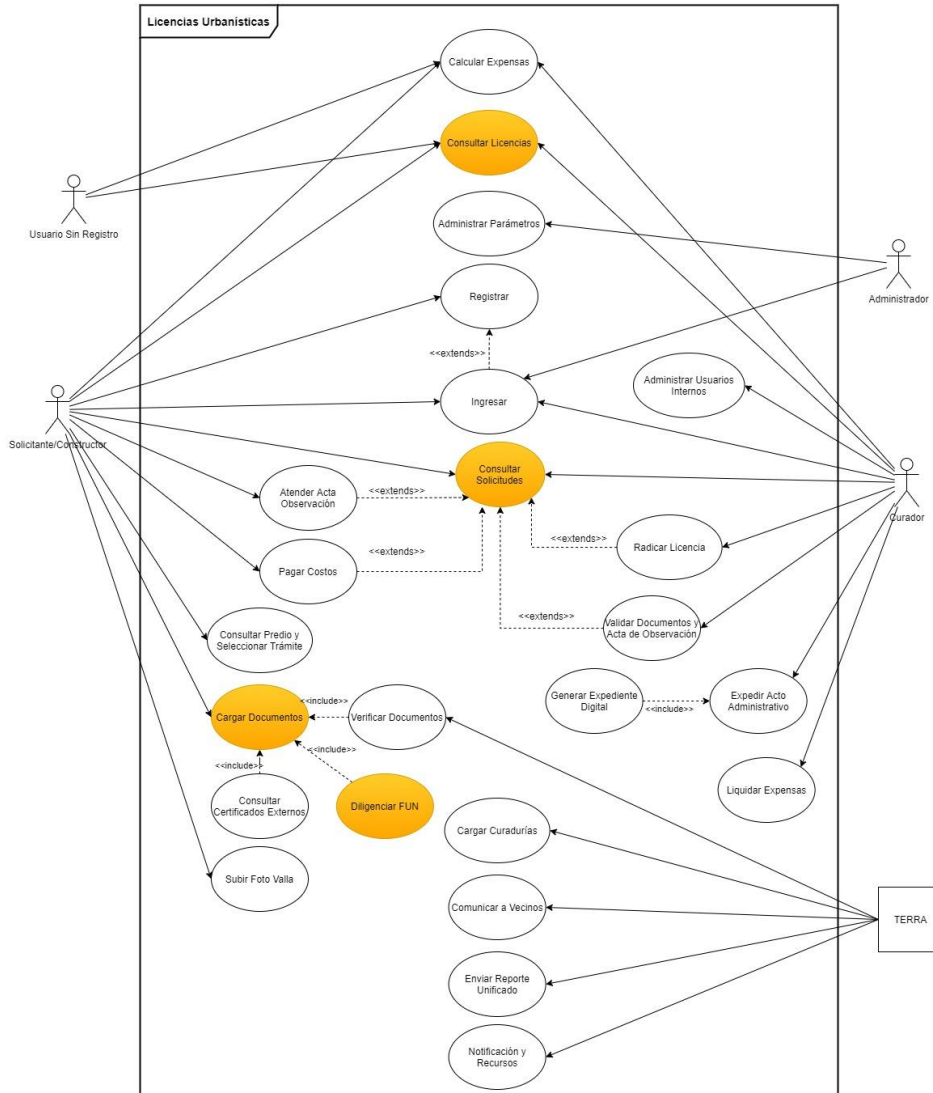 Licencias Urbanísticas
Calcular Expensas
Consultar Licencias
Usuario Sin Registro
Administrar Parámetros
Administrador
Registrar
<<extends>>
Administrar Usuarios
Internos
Ingresar
Solicitante/Constructor
Consultar
Solicitudes
Atender Acta
Observación
<<extends>>
Curador
<<extends>>
Radicar Licencia
Pagar Costos
<<extends>>
<<extends>>
Validar Documentos y
Acta de Observación
Consultar Predio y
Seleccionar Trámite
Generar Expediente
Digital
<<include>>
Expedir Acto
Administrativo
Cargar Documentos
<<include>>
Verificar Documentos
<<include>>
<<include>>
Consultar
Certificados Externos
Diligenciar FUN
Liquidar Expensas
Cargar Curadurías
Subir Foto Valla
Comunicar a Vecinos
TERRA
Enviar Reporte
Unificado
Notificación y
Recursos